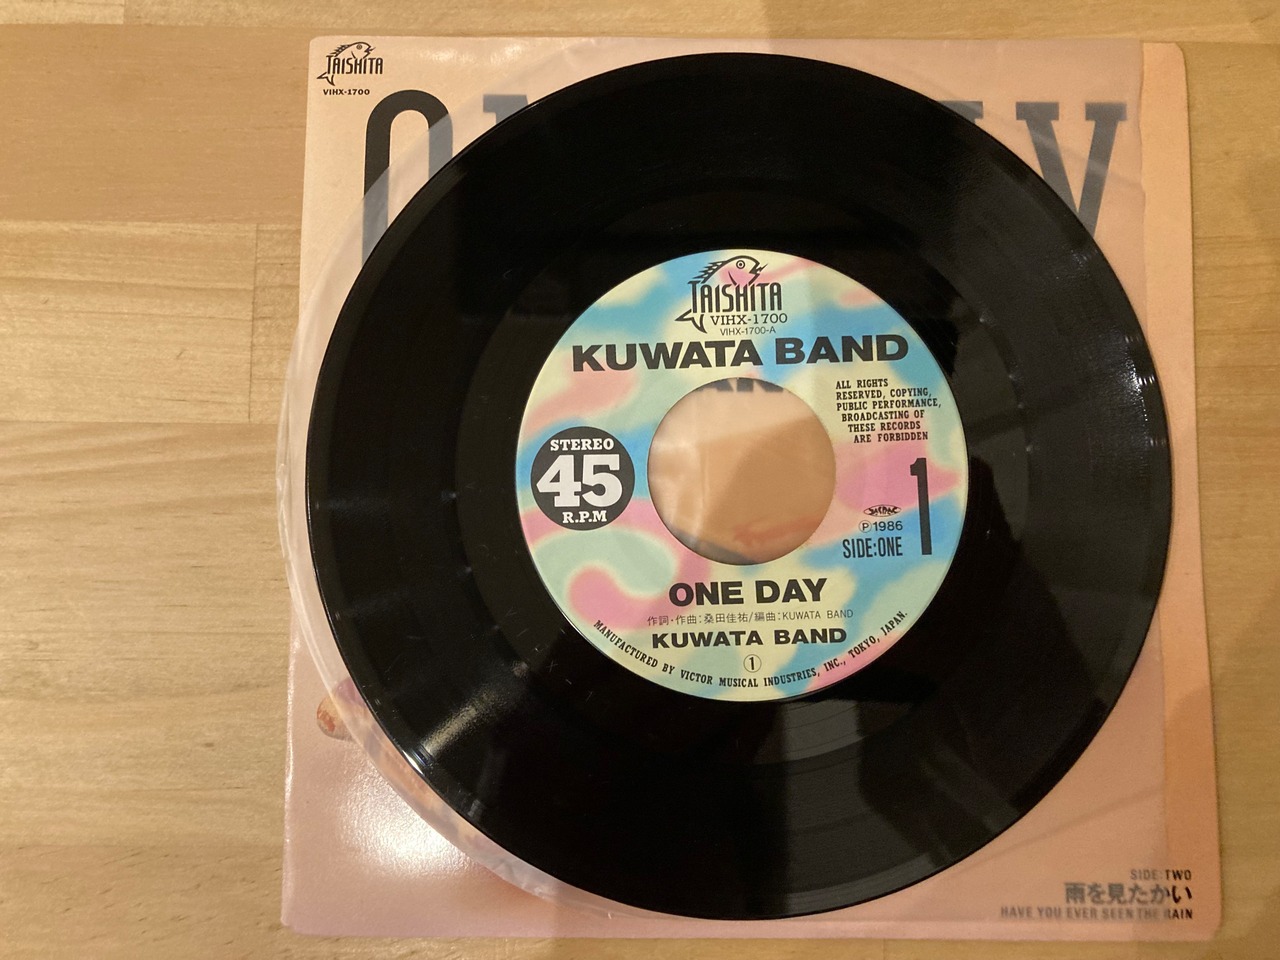 TAISHITA
VIHX-1700
TAISHITA
VIHX-1700
VIHX-1700-A
KUWATA BAND
ALL RIGHTS
RESERVED, COPYING,
PUBLIC PERFORMANCE,
BROADCASTING OF
THESE RECORDS
ARE FORBIDDEN
STEREO
45
R.P.M
1
Ⓟ1986
SIDE:ONE
ONE DAY
作詞・作曲:桑田佳祐/編曲:KUWATA BAND
KUWATA BAND
①
MANUFACTURED BY VICTOR MUSICAL INDUSTRIES, INC., TOKYO, JAPAN.
SIDE:TWO
雨を見たかい
HAVE YOU EVER SEEN THE RAIN